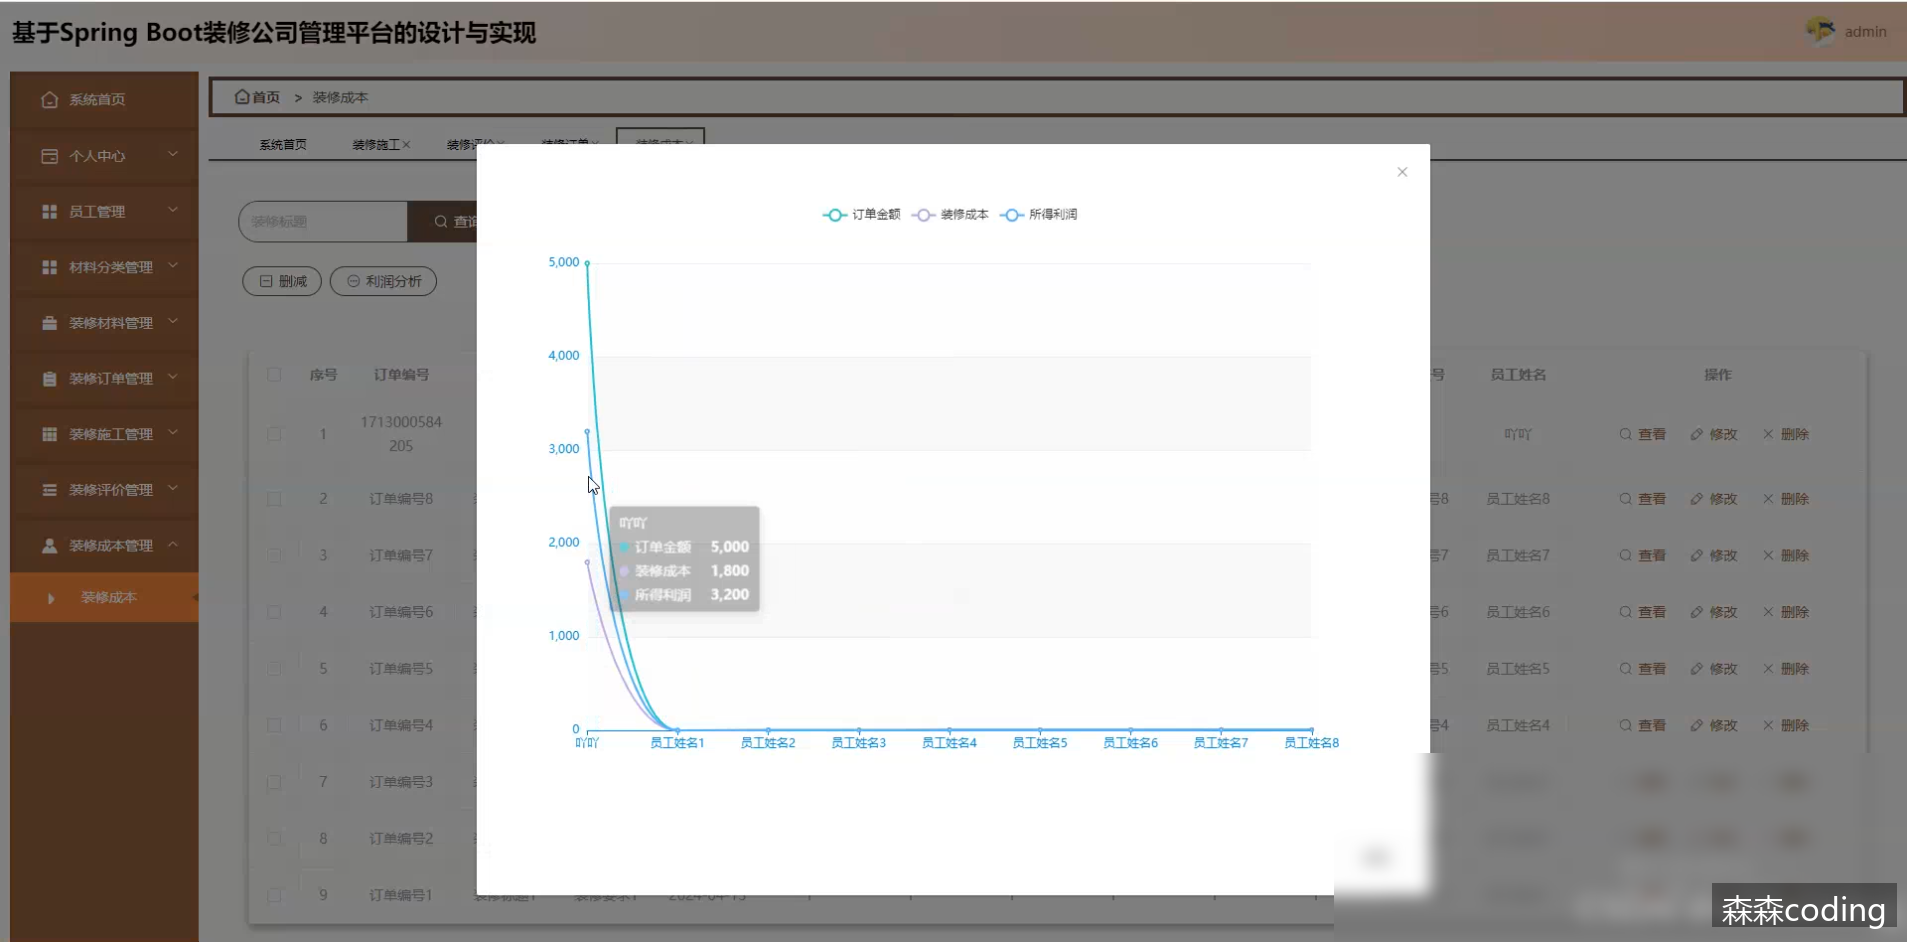 基于Spring Boot装修公司管理平台的设计与实现
admin
系统首页
个人中心
员工管理
材料分类管理
装修材料管理
装修订单管理
装修施工管理
装修评价管理
装修成本管理
装修成本
首页 > 装修成本
系统首页 装修施工× 装修评价× 装修订单× 装修成本×
装修标题 查询
删减 利润分析
序号 订单编号 员工姓名 操作
1 1713000584205 吖吖 查看 修改 × 删除
2 订单编号8 号8 员工姓名8 查看 修改 × 删除
3 订单编号7 号7 员工姓名7 查看 修改 × 删除
4 订单编号6 号6 员工姓名6 查看 修改 × 删除
5 订单编号5 号5 员工姓名5 查看 修改 × 删除
6 订单编号4 号4 员工姓名4 查看 修改 × 删除
7 订单编号3
8 订单编号2
9 订单编号1 装修标题1 装修要求1 2024-04-13
×
订单金额 装修成本 所得利润
5,000
4,000
3,000
2,000
1,000
0
吖吖
订单金额 5,000
装修成本 1,800
所得利润 3,200
吖吖 员工姓名1 员工姓名2 员工姓名3 员工姓名4 员工姓名5 员工姓名6 员工姓名7 员工姓名8
森森coding